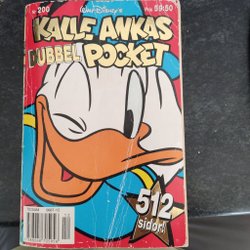 Nr 200
Walt Disney's
Pris 59:50
KALLE ANKAS
DUBBEL POCKET
512
sidor!